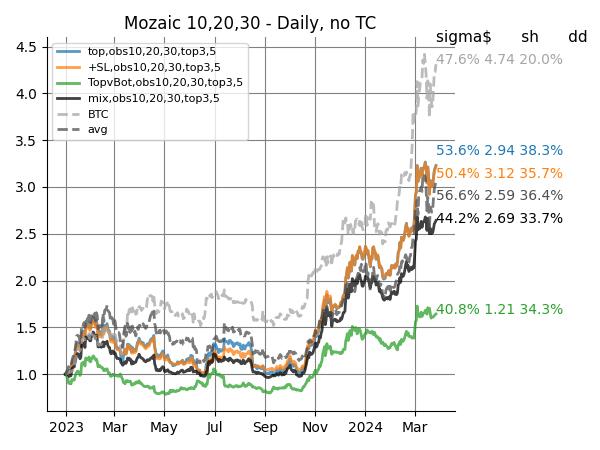 Mozaic 10,20,30 - Daily, no TC
sigma$ sh dd
top,obs10,20,30,top3,5
+SL,obs10,20,30,top3,5
TopvBot,obs10,20,30,top3,5
mix,obs10,20,30,top3,5
BTC
avg
47.6% 4.74 20.0%
53.6% 2.94 38.3%
50.4% 3.12 35.7%
56.6% 2.59 36.4%
44.2% 2.69 33.7%
40.8% 1.21 34.3%
4.5
4.0
3.5
3.0
2.5
2.0
1.5
1.0
2023 Mar May Jul Sep Nov 2024 Mar